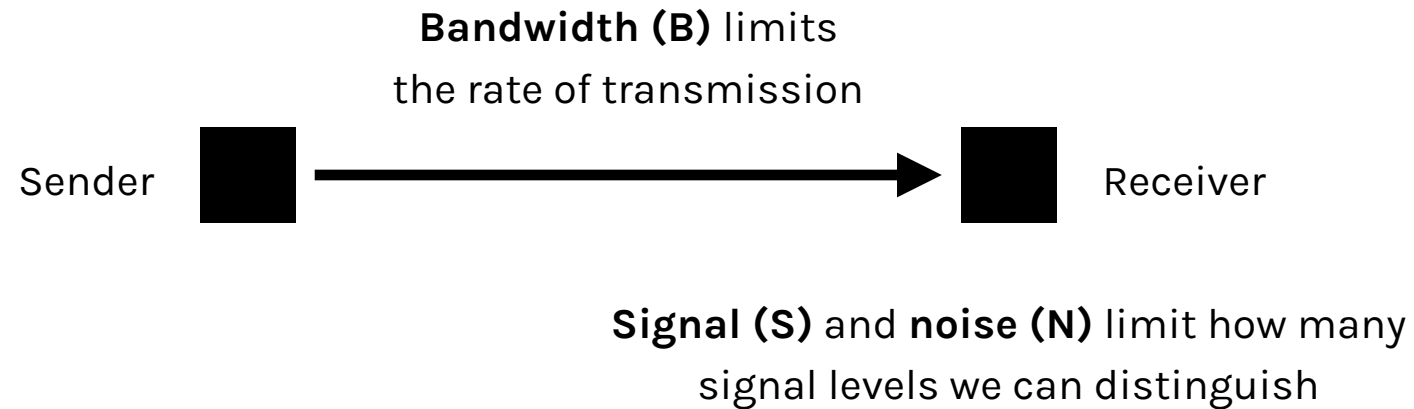 Bandwidth (B) limits
the rate of transmission
Sender
Receiver
Signal (S) and noise (N) limit how many
signal levels we can distinguish